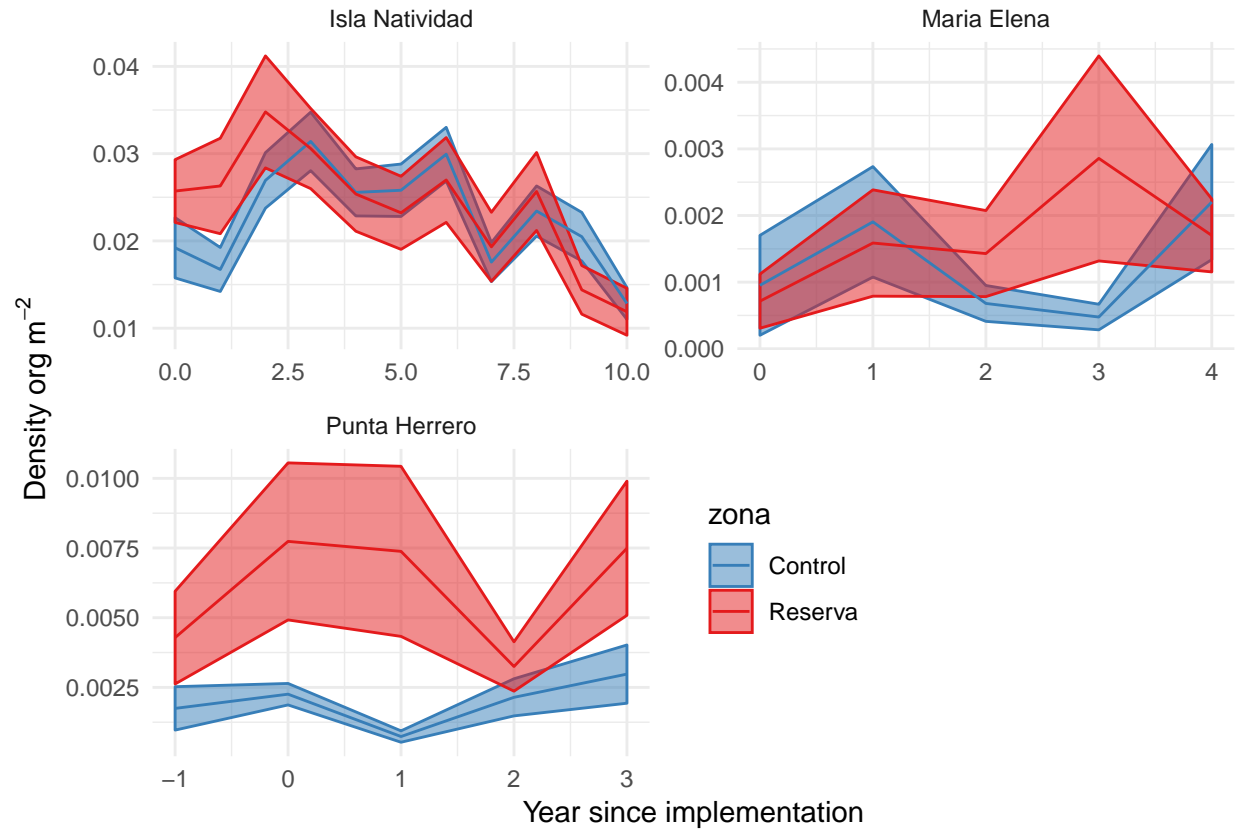 Isla Natividad
Maria Elena
0.04
0.03
0.02
0.01
0.0 2.5 5.0 7.5 10.0
0.004
0.003
0.002
0.001
0.000
0 1 2 3 4
Density org m⁻²
Punta Herrero
0.0100
0.0075
0.0050
0.0025
−1 0 1 2 3
zona
Control
Reserva
Year since implementation